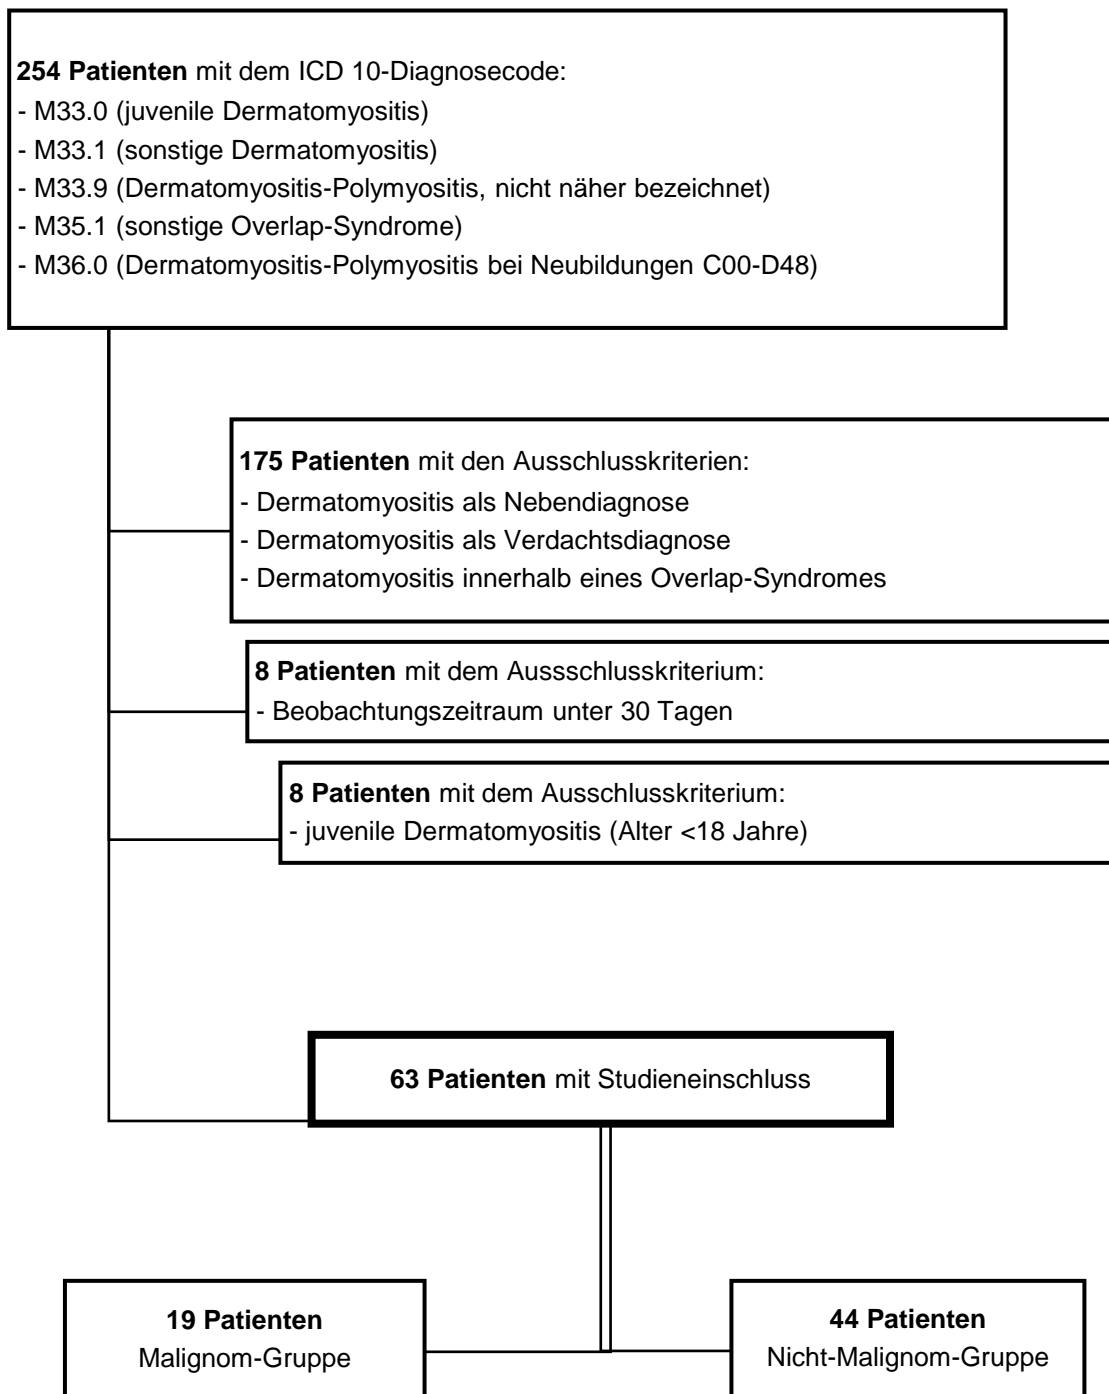 254 Patienten mit dem ICD 10-Diagnosecode:
- M33.0 (juvenile Dermatomyositis)
- M33.1 (sonstige Dermatomyositis)
- M33.9 (Dermatomyositis-Polymyositis, nicht näher bezeichnet)
- M35.1 (sonstige Overlap-Syndrome)
- M36.0 (Dermatomyositis-Polymyositis bei Neubildungen C00-D48)
175 Patienten mit den Ausschlusskriterien:
- Dermatomyositis als Nebendiagnose
- Dermatomyositis als Verdachtsdiagnose
- Dermatomyositis innerhalb eines Overlap-Syndromes
8 Patienten mit dem Aussschlusskriterium:
- Beobachtungszeitraum unter 30 Tagen
8 Patienten mit dem Ausschlusskriterium:
- juvenile Dermatomyositis (Alter <18 Jahre)
63 Patienten mit Studieneinschluss
19 Patienten
Malignom-Gruppe
44 Patienten
Nicht-Malignom-Gruppe